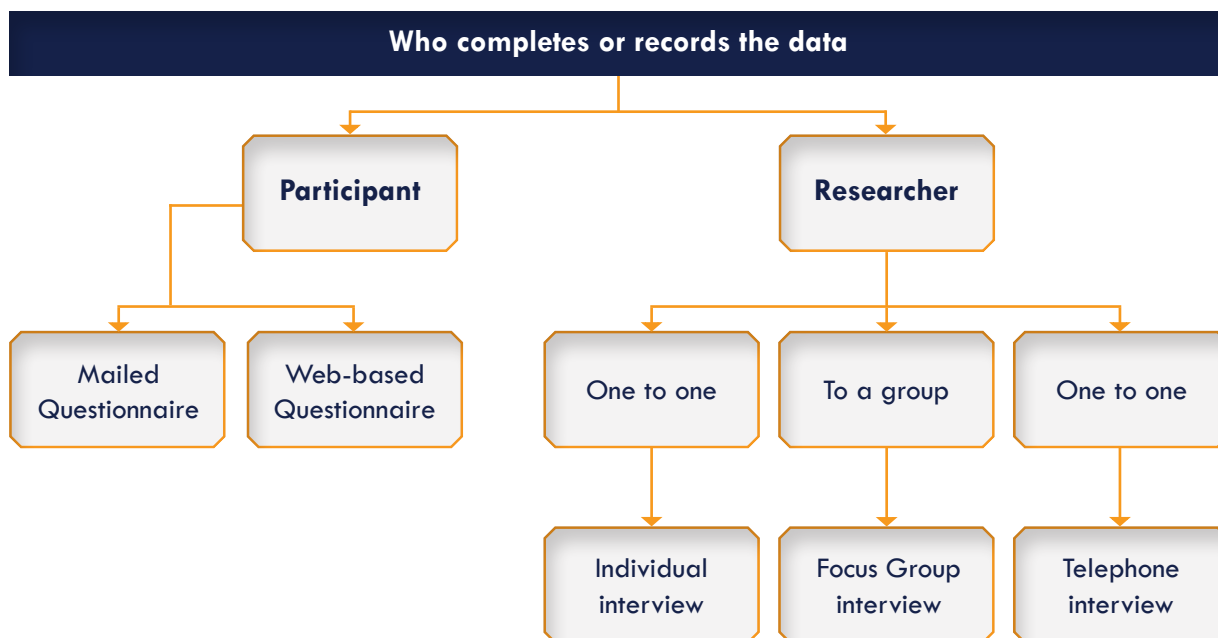 Who completes or records the data
Participant
Researcher
Mailed
Questionnaire
Web-based
Questionnaire
One to one
To a group
One to one
Individual
interview
Focus Group
interview
Telephone
interview